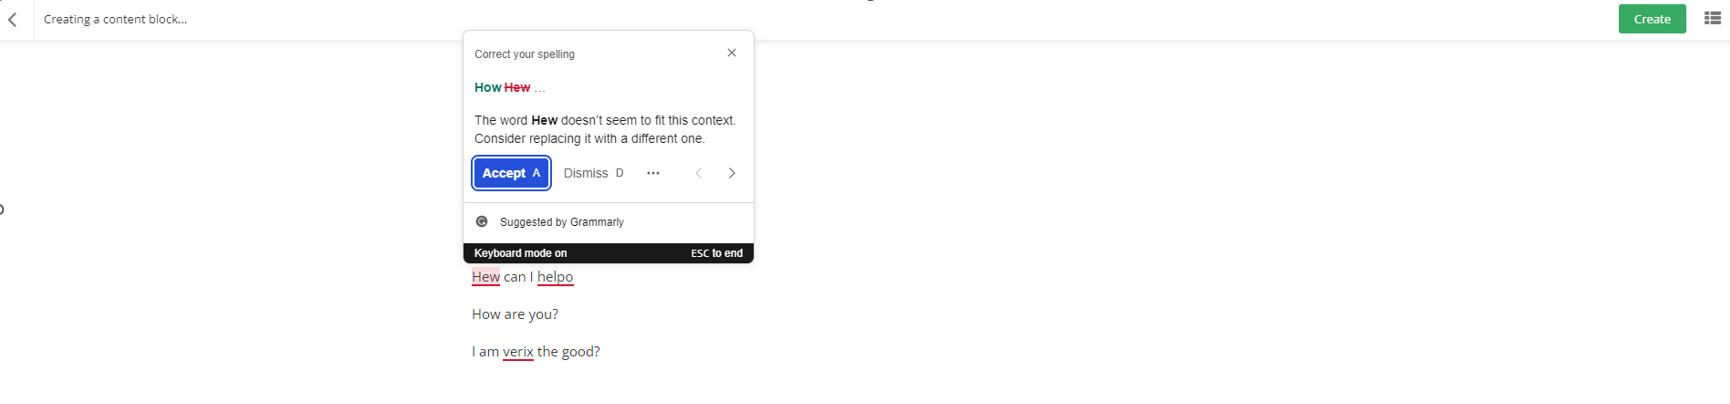 Creating a content block...
Create
Correct your spelling
How Hew ...
The word Hew doesn't seem to fit this context.
Consider replacing it with a different one.
Accept A Dismiss D
Suggested by Grammarly
Keyboard mode on ESC to end
Hew can I helpo
How are you?
I am verix the good?